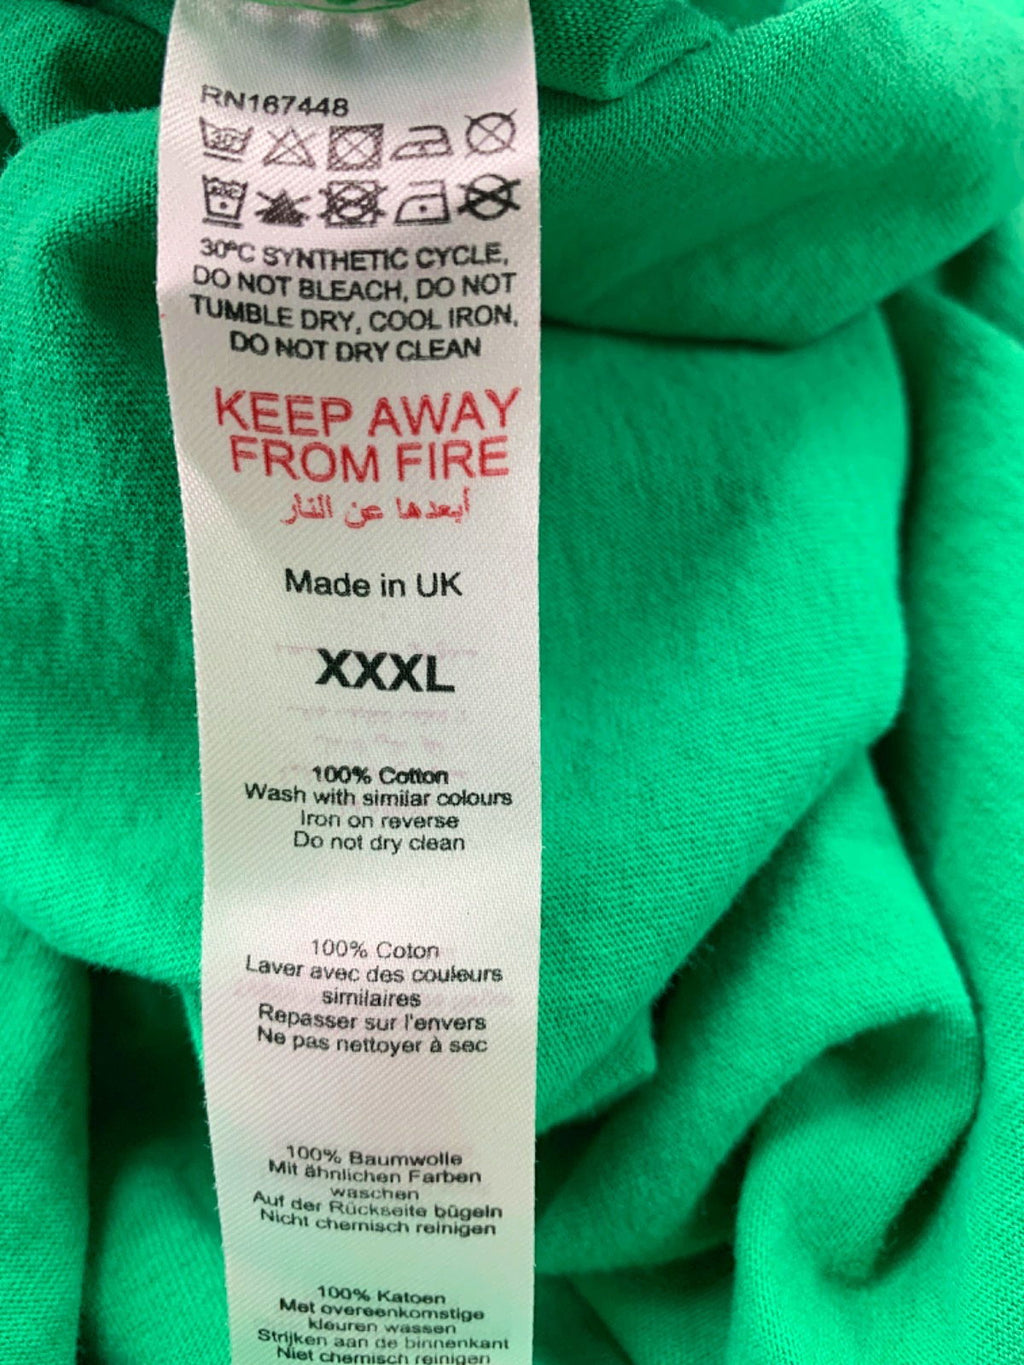 RN167448
30°C SYNTHETIC CYCLE,
DO NOT BLEACH, DO NOT
TUMBLE DRY, COOL IRON,
DO NOT DRY CLEAN
KEEP AWAY
FROM FIRE
أبعدها عن النار
Made in UK
XXXL
100% Cotton
Wash with similar colours
Iron on reverse
Do not dry clean
100% Coton
Laver avec des couleurs
similaires
Repasser sur l'envers
Ne pas nettoyer à sec
100% Baumwolle
Mit ähnlichen Farben
waschen
Auf der Rückseite bügeln
Nicht chemisch reinigen
100% Katoen
Met overeenkomstige
kleuren wassen
Strijken aan de binnenkant
Niet chemisch reinigen